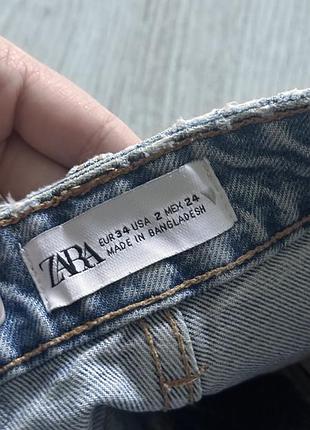 ZARA
EUR 34 USA 2 MEX 24
MADE IN BANGLADESH